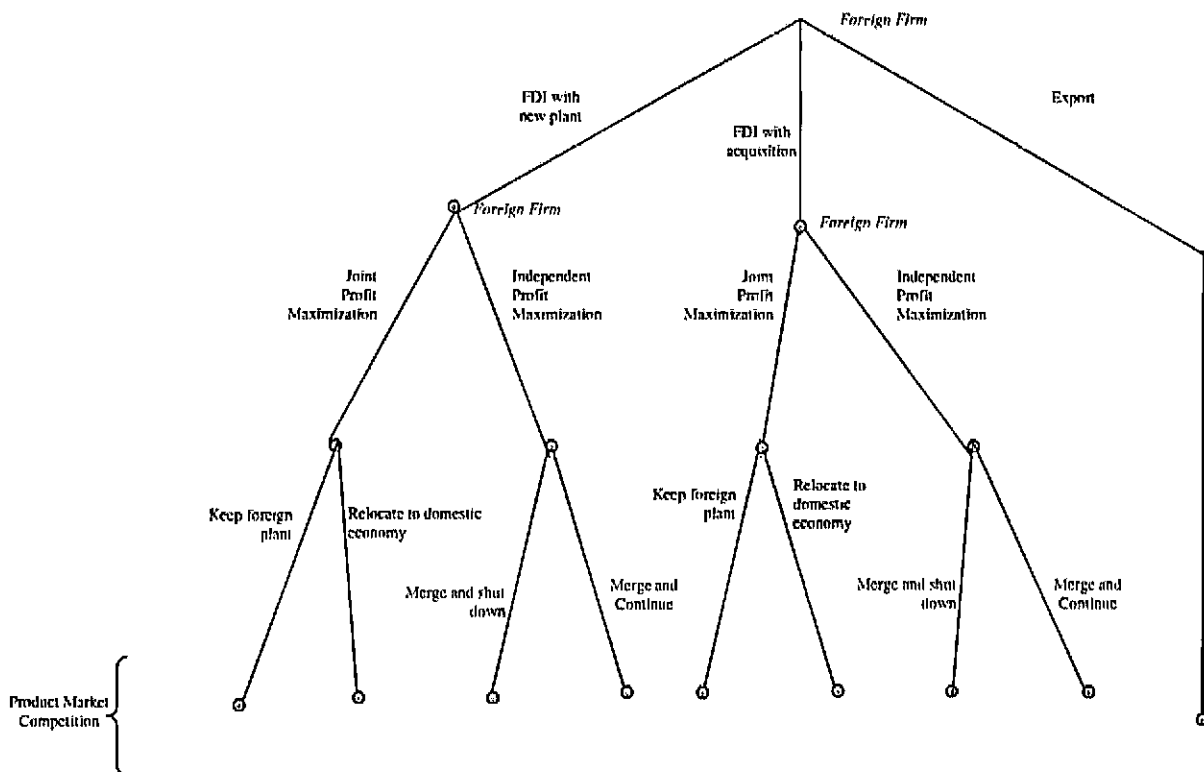 Foreign Firm
FDI with
new plant
FDI with
acquisition
Export
Foreign Firm
Foreign Firm
Joint
Profit
Maximization
Independent
Profit
Maximization
Joint
Profit
Maximization
Independent
Profit
Maximization
Keep foreign
plant
Relocate to domestic
economy
Merge and shut
down
Merge and
Continue
Keep foreign
plant
Relocate to
domestic
economy
Merge and shut
down
Merge and
Continue
Product Market
Competition